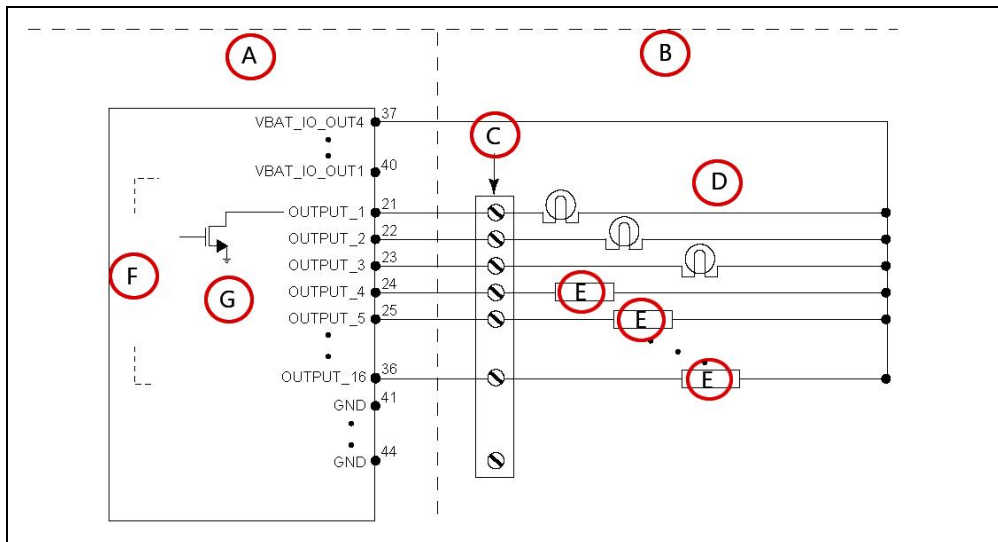 A
B
VBAT_IO_OUT4 37
C
VBAT_IO_OUT1 40
D
OUTPUT_1 21
OUTPUT_2 22
OUTPUT_3 23
F
G
OUTPUT_4 24
E
OUTPUT_5 25
E
OUTPUT_16 36
E
GND 41
GND 44